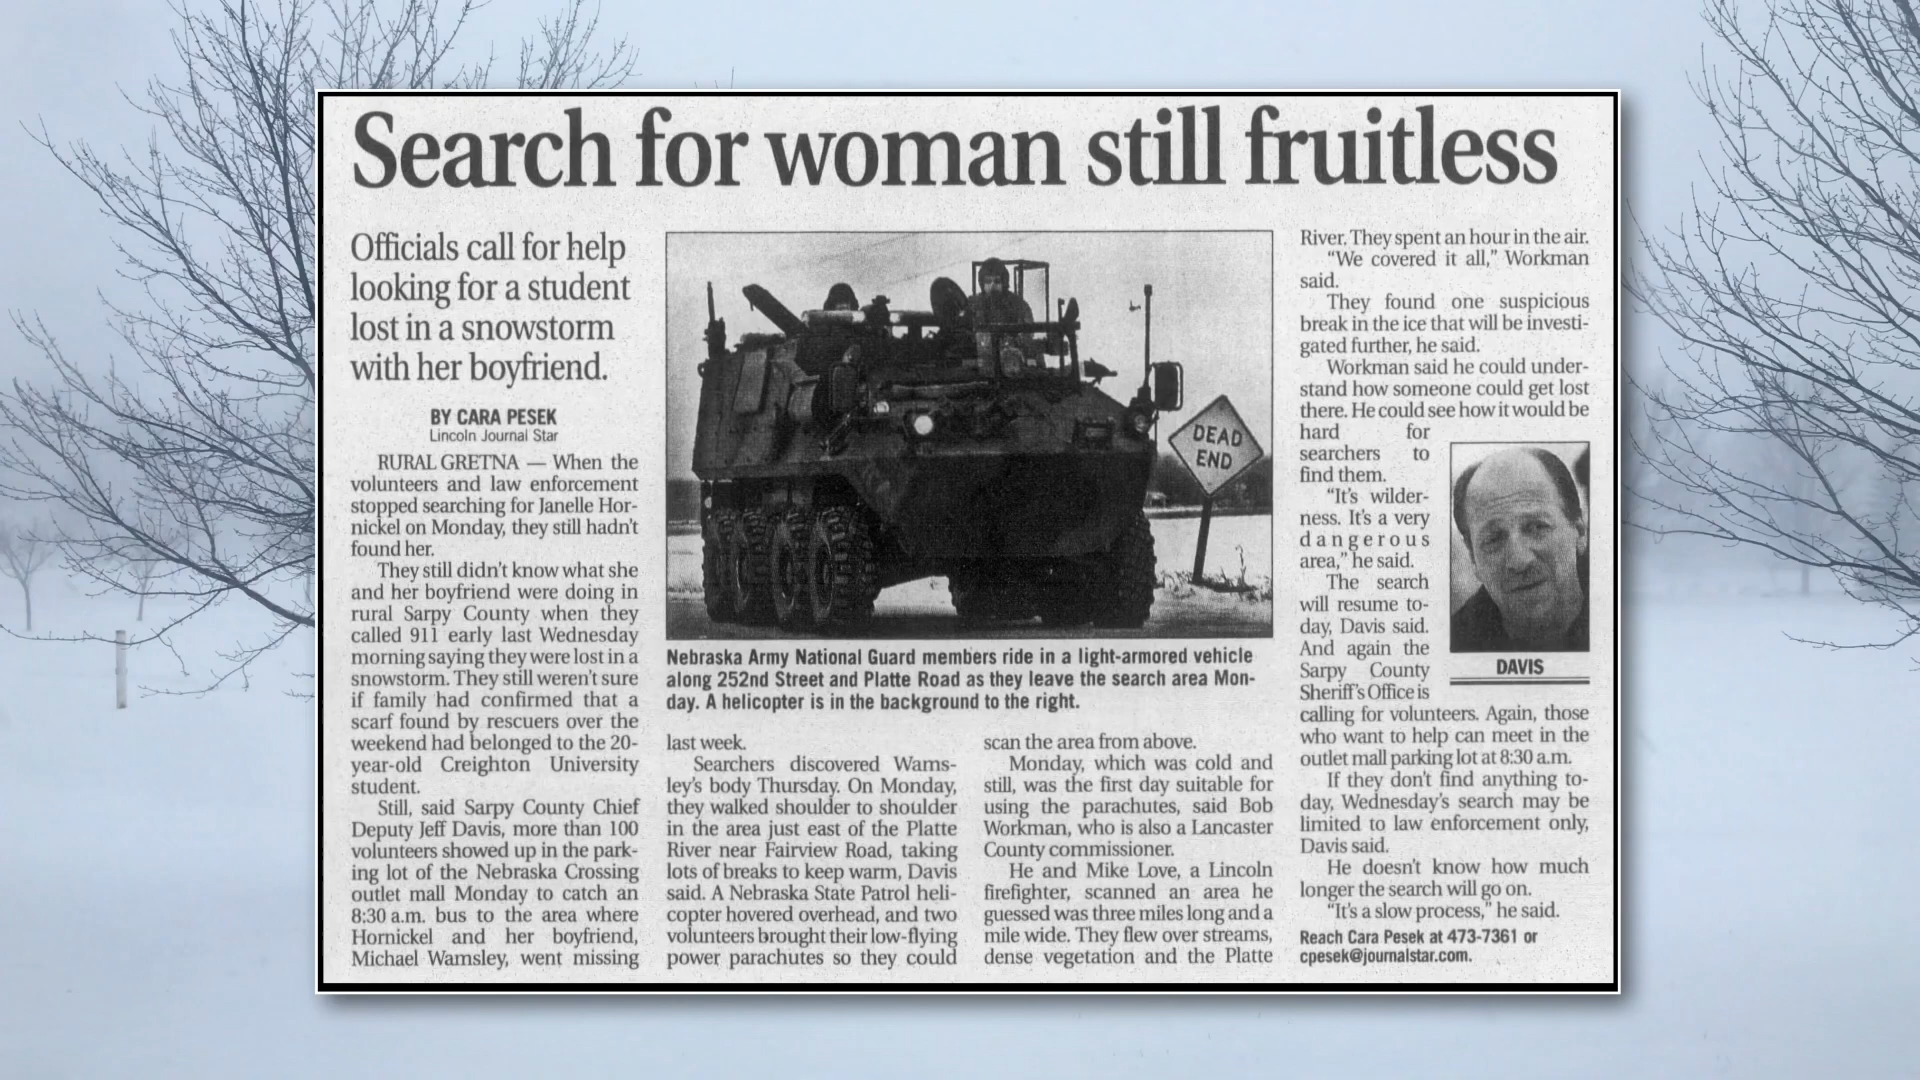 Search for woman still fruitless
Officials call for help
looking for a student
lost in a snowstorm
with her boyfriend.
BY CARA PESEK
Lincoln Journal Star
RURAL GRETNA — When the
volunteers and law enforcement
stopped searching for Janelle Hor-
nickel on Monday, they still hadn't
found her.
They still didn't know what she
and her boyfriend were doing in
rural Sarpy County when they
called 911 early last Wednesday
morning saying they were lost in a
snowstorm. They still weren't sure
if family had confirmed that a
scarf found by rescuers over the
weekend had belonged to the 20-
year-old Creighton University
student.
Still, said Sarpy County Chief
Deputy Jeff Davis, more than 100
volunteers showed up in the park-
ing lot of the Nebraska Crossing
outlet mall Monday to catch an
8:30 a.m. bus to the area where
Hornickel and her boyfriend,
Michael Wamsley, went missing
DEAD
END
Nebraska Army National Guard members ride in a light-armored vehicle
along 252nd Street and Platte Road as they leave the search area Mon-
day. A helicopter is in the background to the right.
last week.
Searchers discovered Wams-
ley's body Thursday. On Monday,
they walked shoulder to shoulder
in the area just east of the Platte
River near Fairview Road, taking
lots of breaks to keep warm, Davis
said. A Nebraska State Patrol heli-
copter hovered overhead, and two
volunteers brought their low-flying
power parachutes so they could
scan the area from above.
Monday, which was cold and
still, was the first day suitable for
using the parachutes, said Bob
Workman, who is also a Lancaster
County commissioner.
He and Mike Love, a Lincoln
firefighter, scanned an area he
guessed was three miles long and a
mile wide. They flew over streams,
dense vegetation and the Platte
River. They spent an hour in the air.
"We covered it all," Workman
said.
They found one suspicious
break in the ice that will be investi-
gated further, he said.
Workman said he could under-
stand how someone could get lost
there. He could see how it would be
hard for
searchers to
find them.
"It's wilder-
ness. It's a very
dangerous
area," he said.
The search
will resume to-
day, Davis said.
And again the
Sarpy County
Sheriff's Office is
DAVIS
calling for volunteers. Again, those
who want to help can meet in the
outlet mall parking lot at 8:30 a.m.
If they don't find anything to-
day, Wednesday's search may be
limited to law enforcement only,
Davis said.
He doesn't know how much
longer the search will go on.
"It's a slow process," he said.
Reach Cara Pesek at 473-7361 or
cpesek@journalstar.com.